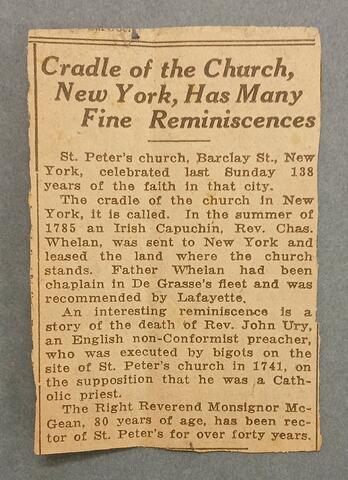 Cradle of the Church,
New York, Has Many
Fine Reminiscences
St. Peter's church, Barclay St., New
York, celebrated last Sunday 138
years of the faith in that city.
The cradle of the church in New
York, it is called. In the summer of
1785 an Irish Capuchin, Rev. Chas.
Whelan, was sent to New York and
leased the land where the church
stands. Father Whelan had been
chaplain in De Grasse's fleet and was
recommended by Lafayette.
An interesting reminiscence is a
story of the death of Rev. John Ury,
an English non-Conformist preacher,
who was executed by bigots on the
site of St. Peter's church in 1741, on
the supposition that he was a Cath-
olic priest.
The Right Reverend Monsignor Mc-
Gean, 80 years of age, has been rec-
tor of St. Peter's for over forty years.